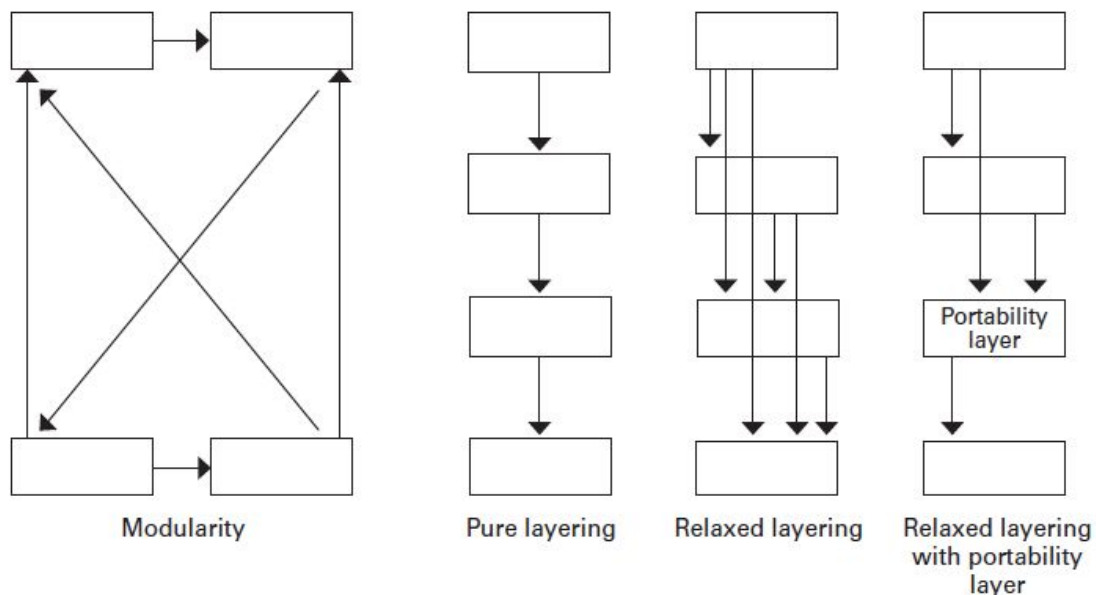 Portability
layer
Modularity
Pure layering
Relaxed layering
Relaxed layering
with portability
layer